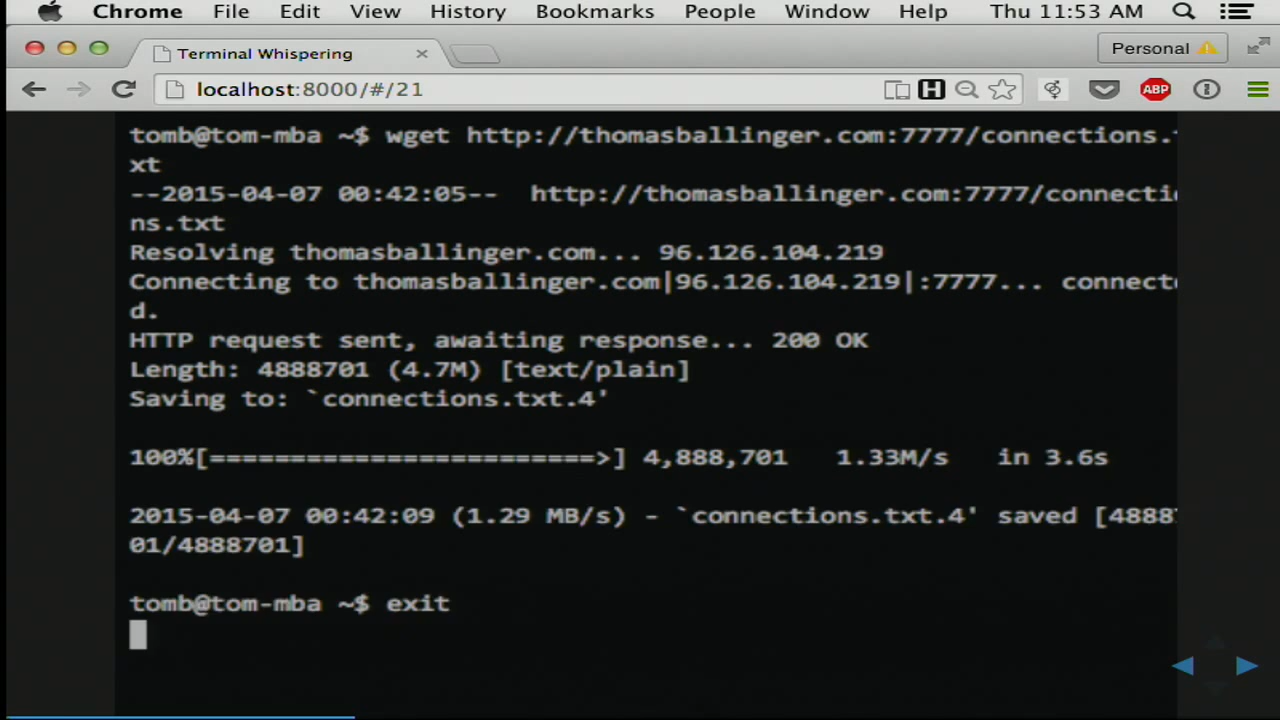 Chrome File Edit View History Bookmarks People Window Help Thu 11:53 AM
Terminal Whispering
Personal
localhost:8000/#/21
H
ABP
tomb@tom-mba ~$ wget http://thomasballinger.com:7777/connections.t
xt
--2015-04-07 00:42:05-- http://thomasballinger.com:7777/connectio
ns.txt
Resolving thomasballinger.com... 96.126.104.219
Connecting to thomasballinger.com|96.126.104.219|:7777... connecte
d.
HTTP request sent, awaiting response... 200 OK
Length: 4888701 (4.7M) [text/plain]
Saving to: `connections.txt.4'
100%[========================>] 4,888,701 1.33M/s in 3.6s
2015-04-07 00:42:09 (1.29 MB/s) - `connections.txt.4' saved [48887
01/4888701]
tomb@tom-mba ~$ exit